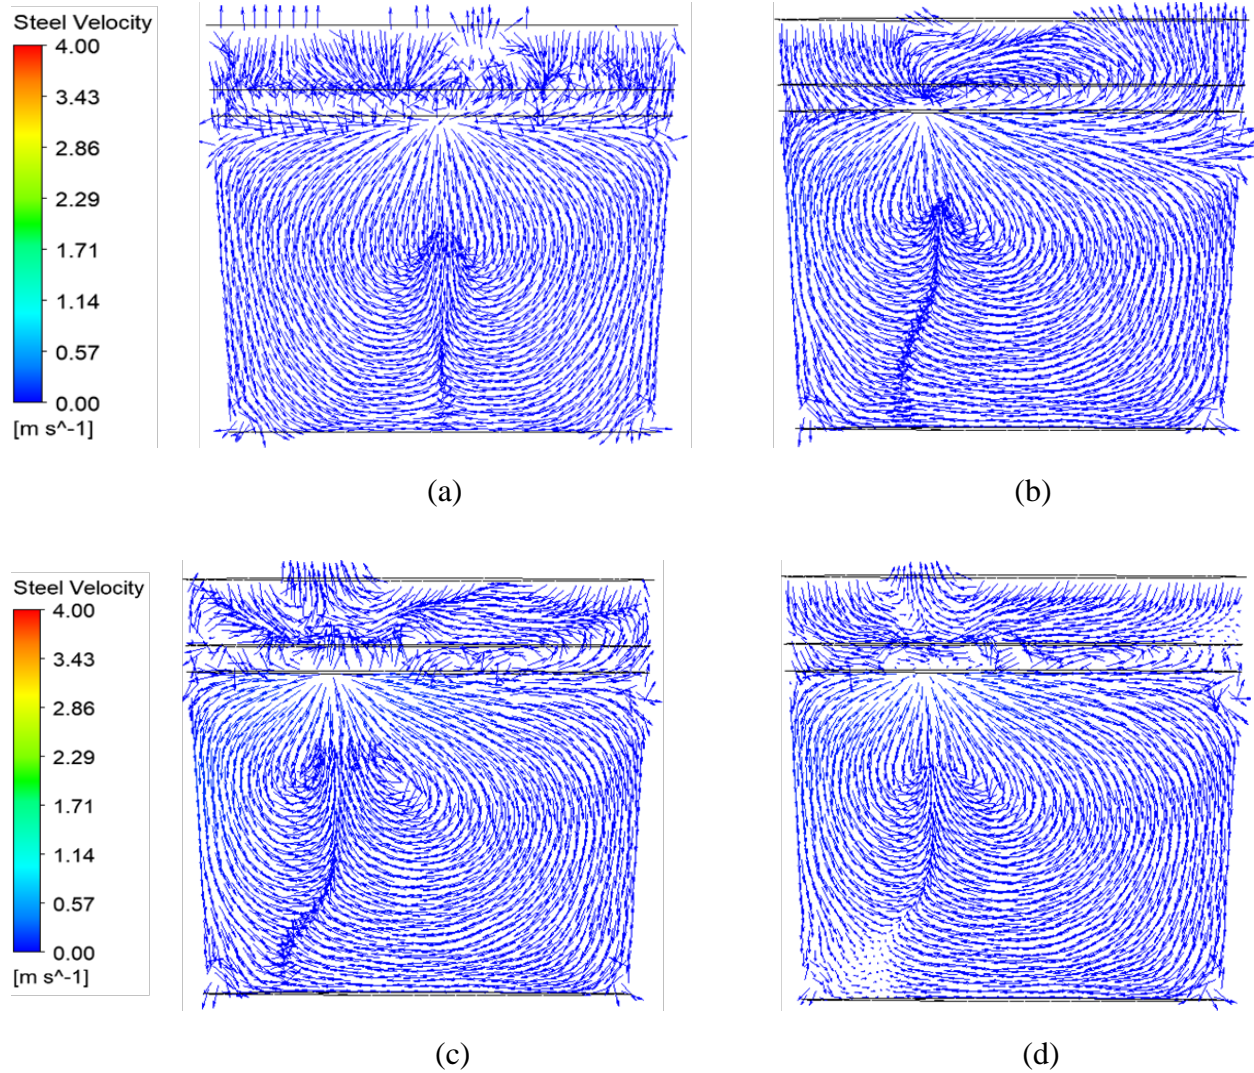 Steel Velocity
4.00
3.43
2.86
2.29
1.71
1.14
0.57
0.00
[m s^-1]
(a)
(b)
Steel Velocity
4.00
3.43
2.86
2.29
1.71
1.14
0.57
0.00
[m s^-1]
(c)
(d)